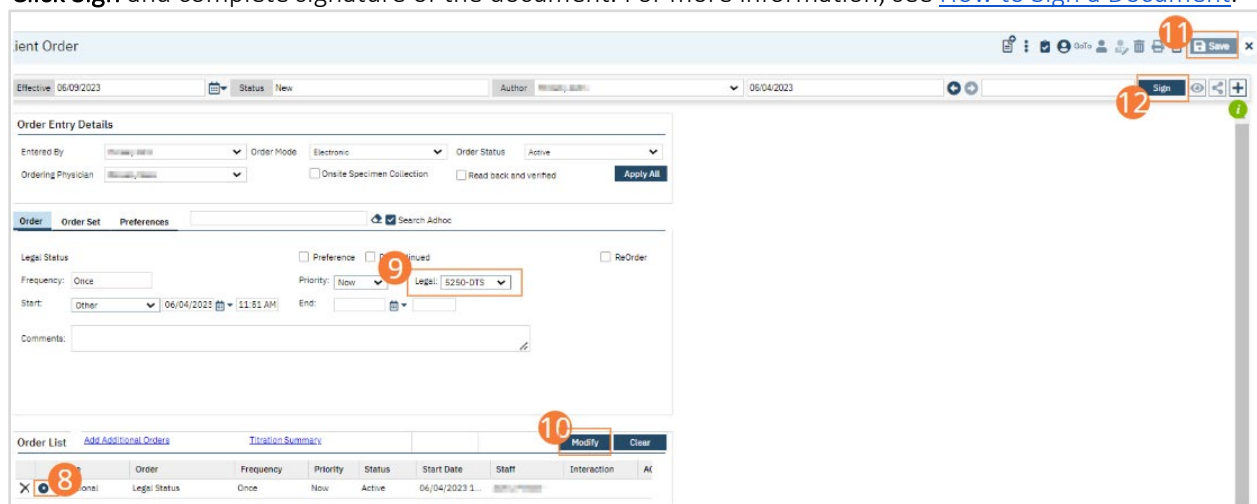 Click Sign and complete signature of the document. For more information, see How to Sign a Document.
ient Order GoTo 11 Save
Effective 06/09/2023 Status New Author 06/04/2023 Sign
12
Order Entry Details
Entered By Order Mode Electronic Order Status Active
Ordering Physician Onsite Specimen Collection Read back and verified Apply All
Order Order Set Preferences Search Adhoc
Legal Status Preference ReOrder
9
Frequency: Once Priority: Now Legal: 5250-DTS
Start: Other 06/04/2023 11:51 AM End:
Comments:
10
Order List Add Additional Orders Titration Summary Modify Clear
Order Frequency Priority Status Start Date Staff Interaction
8 Legal Status Once Now Active 06/04/2023 1...